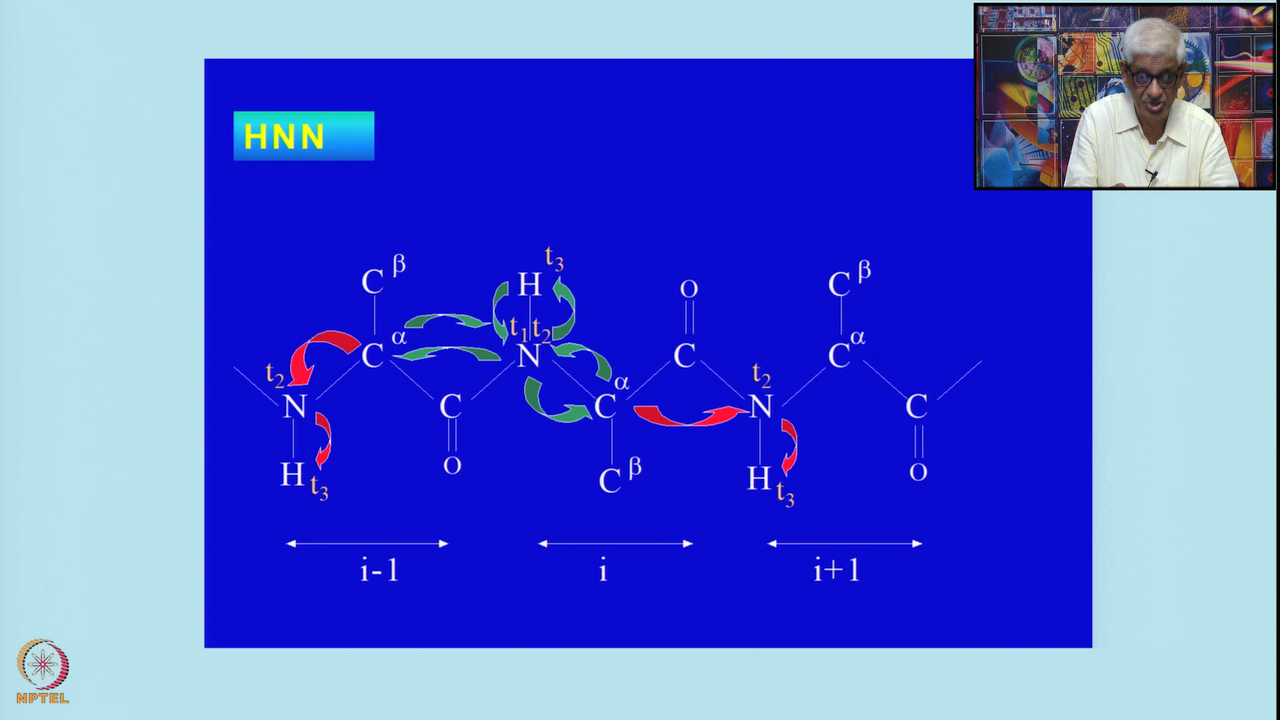 HNN
H t₃
C β
C β
O
t₁ t₂
C α
N
C
t₂
C α
t₂
N
C
C α
N
C
H t₃
O
C β
H t₃
O
i-1
i
i+1
NPTEL